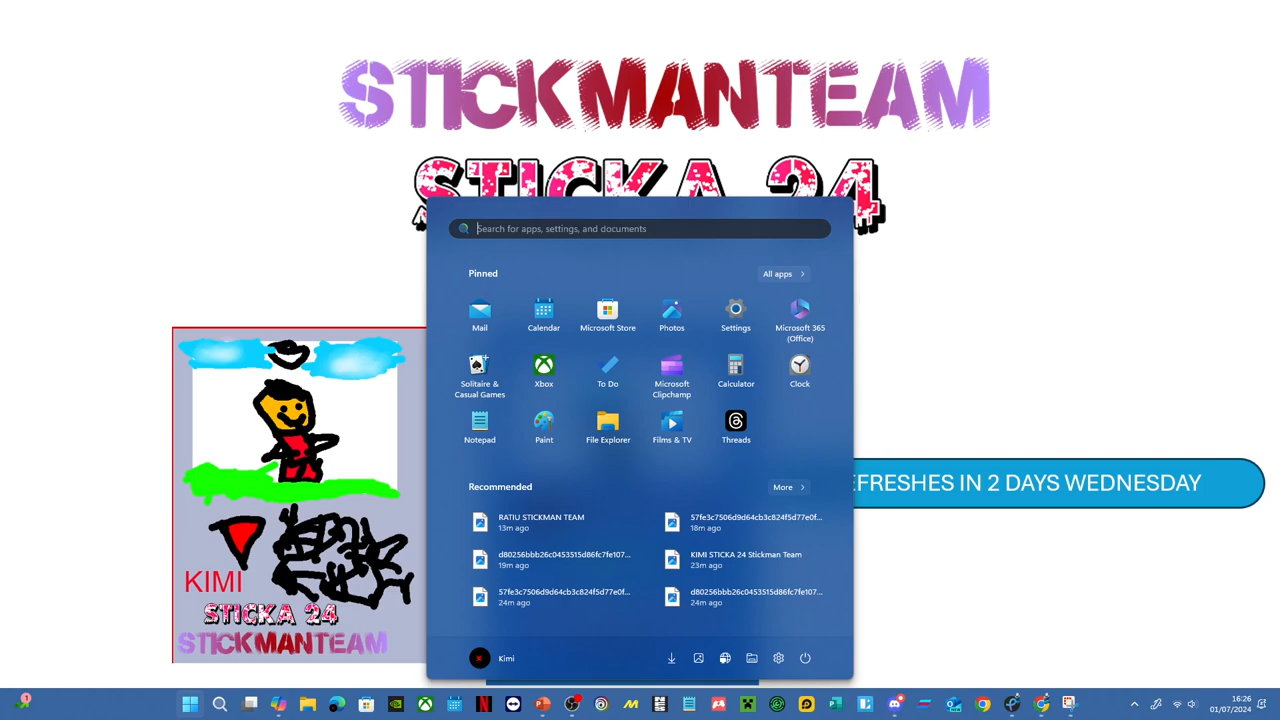 STICKMANTEAM
STICKA 24
Search for apps, settings, and documents
Pinned
All apps
Mail
Calendar
Microsoft Store
Photos
Settings
Microsoft 365
(Office)
Solitaire &
Casual Games
Xbox
To Do
Microsoft
Clipchamp
Calculator
Clock
Notepad
Paint
File Explorer
Films & TV
Threads
EFRESHES IN 2 DAYS WEDNESDAY
Recommended
More
RATIU STICKMAN TEAM
13m ago
57fe3c7506d9d64cb3c824f5d77e0f...
18m ago
d80256bbb26c0453515d86fc7fe107...
19m ago
KIMI STICKA 24 Stickman Team
23m ago
57fe3c7506d9d64cb3c824f5d77e0f...
24m ago
d80256bbb26c0453515d86fc7fe107...
24m ago
KIMI
STICKA 24
STICKMANTEAM
Kimi
1
16:26
01/07/2024